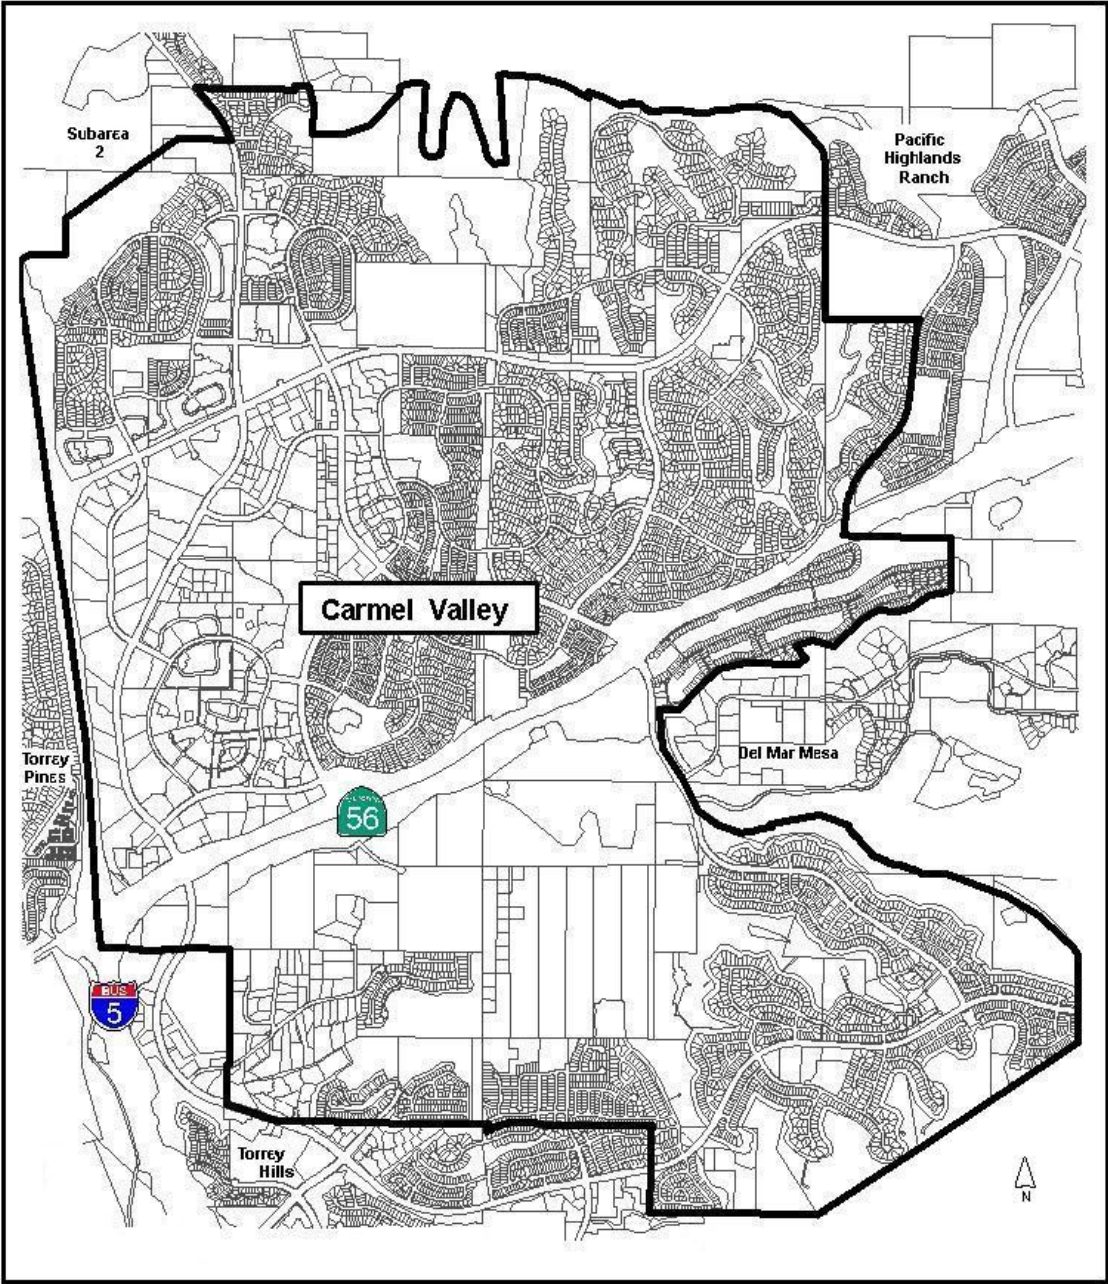 Subarea
2
Pacific
Highlands
Ranch
Carmel Valley
Torrey
Pines
Del Mar Mesa
56
BUS
5
Torrey
Hills
N